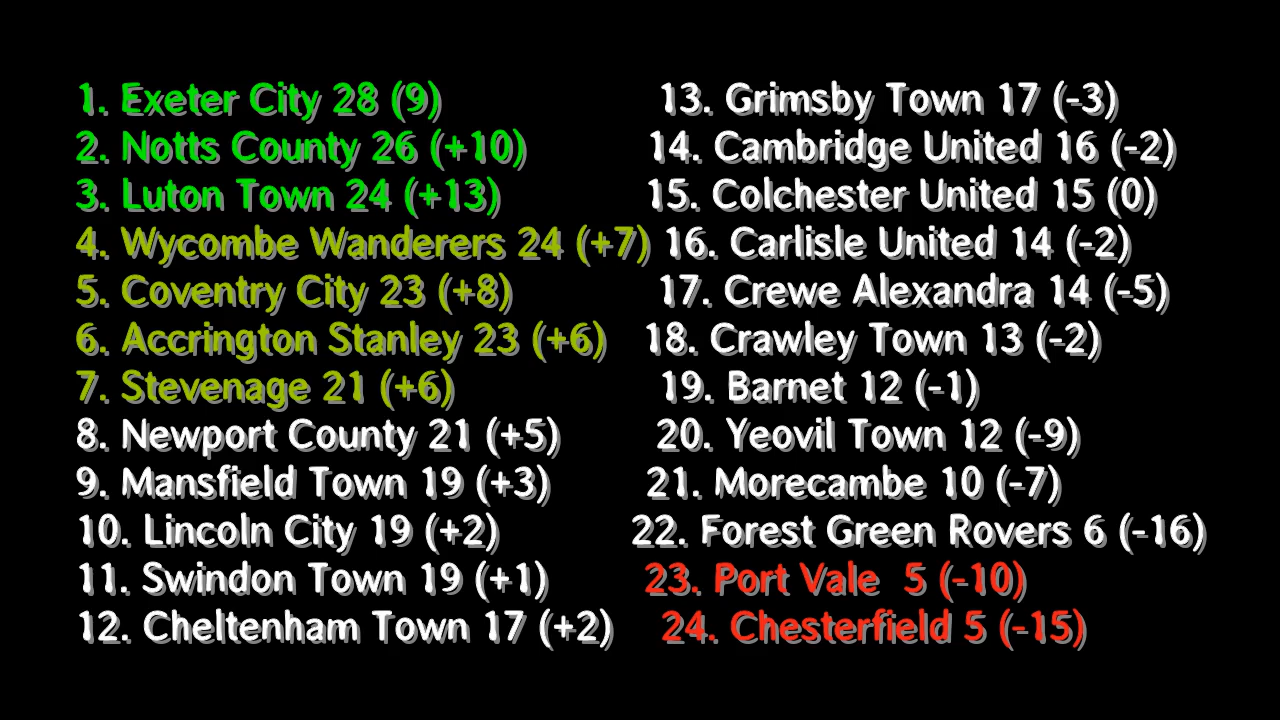 1. Exeter City 28 (9)
2. Notts County 26 (+10)
3. Luton Town 24 (+13)
4. Wycombe Wanderers 24 (+7)
5. Coventry City 23 (+8)
6. Accrington Stanley 23 (+6)
7. Stevenage 21 (+6)
8. Newport County 21 (+5)
9. Mansfield Town 19 (+3)
10. Lincoln City 19 (+2)
11. Swindon Town 19 (+1)
12. Cheltenham Town 17 (+2)
13. Grimsby Town 17 (-3)
14. Cambridge United 16 (-2)
15. Colchester United 15 (0)
16. Carlisle United 14 (-2)
17. Crewe Alexandra 14 (-5)
18. Crawley Town 13 (-2)
19. Barnet 12 (-1)
20. Yeovil Town 12 (-9)
21. Morecambe 10 (-7)
22. Forest Green Rovers 6 (-16)
23. Port Vale 5 (-10)
24. Chesterfield 5 (-15)